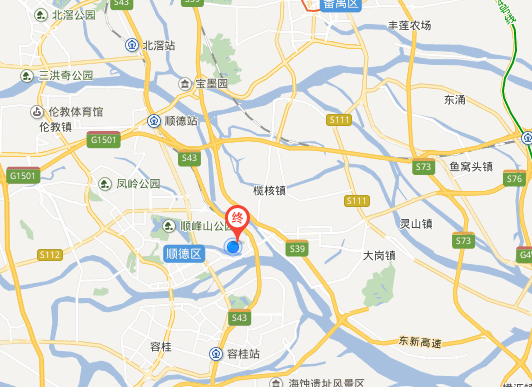 S43
番禺区
北滘公园
丰莲农场
北滘站
三洪奇公园
宝墨园
东涌
伦教体育馆
伦教镇
顺德站
S111
G1501
S43
S73
鱼窝头镇
G1501
S76
凤岭公园
榄核镇
S111
终
顺峰山公园
灵山镇
S112
顺德区
S39
S73
大岗镇
S43
容桂
容桂站
东新高速
海蚀遗址风景区